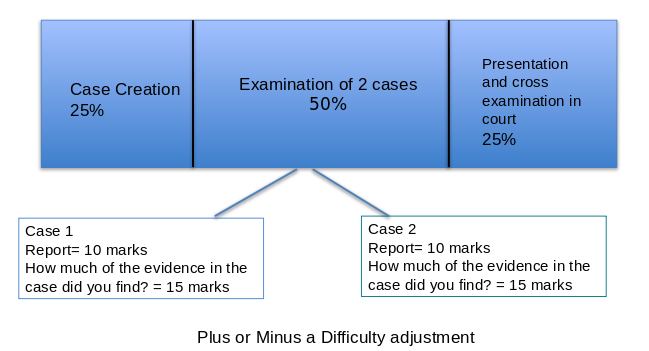 Case Creation
25%
Examination of 2 cases
50%
Presentation
and cross
examination in
court
25%
Case 1
Report= 10 marks
How much of the evidence in the
case did you find? = 15 marks
Case 2
Report= 10 marks
How much of the evidence in the
case did you find? = 15 marks
Plus or Minus a Difficulty adjustment